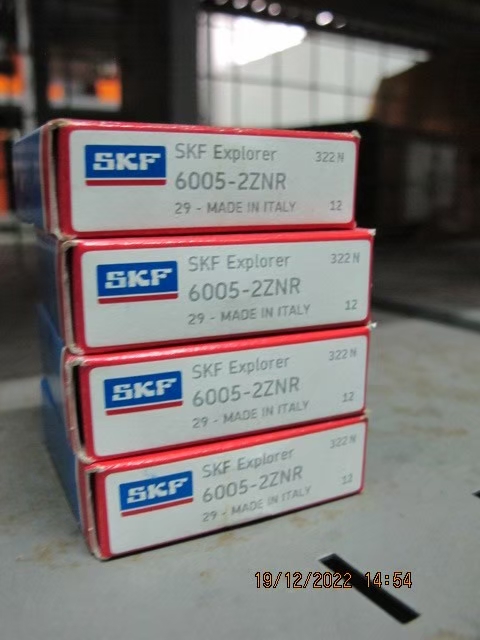 SKF
SKF Explorer
322 N
6005-2ZNR
29 - MADE IN ITALY
12
SKF
SKF Explorer
322 N
6005-2ZNR
29 - MADE IN ITALY
12
SKF
SKF Explorer
322 N
6005-2ZNR
29 - MADE IN ITALY
12
SKF
SKF Explorer
322 N
6005-2ZNR
29 - MADE IN ITALY
12
19/12/2022 14:54